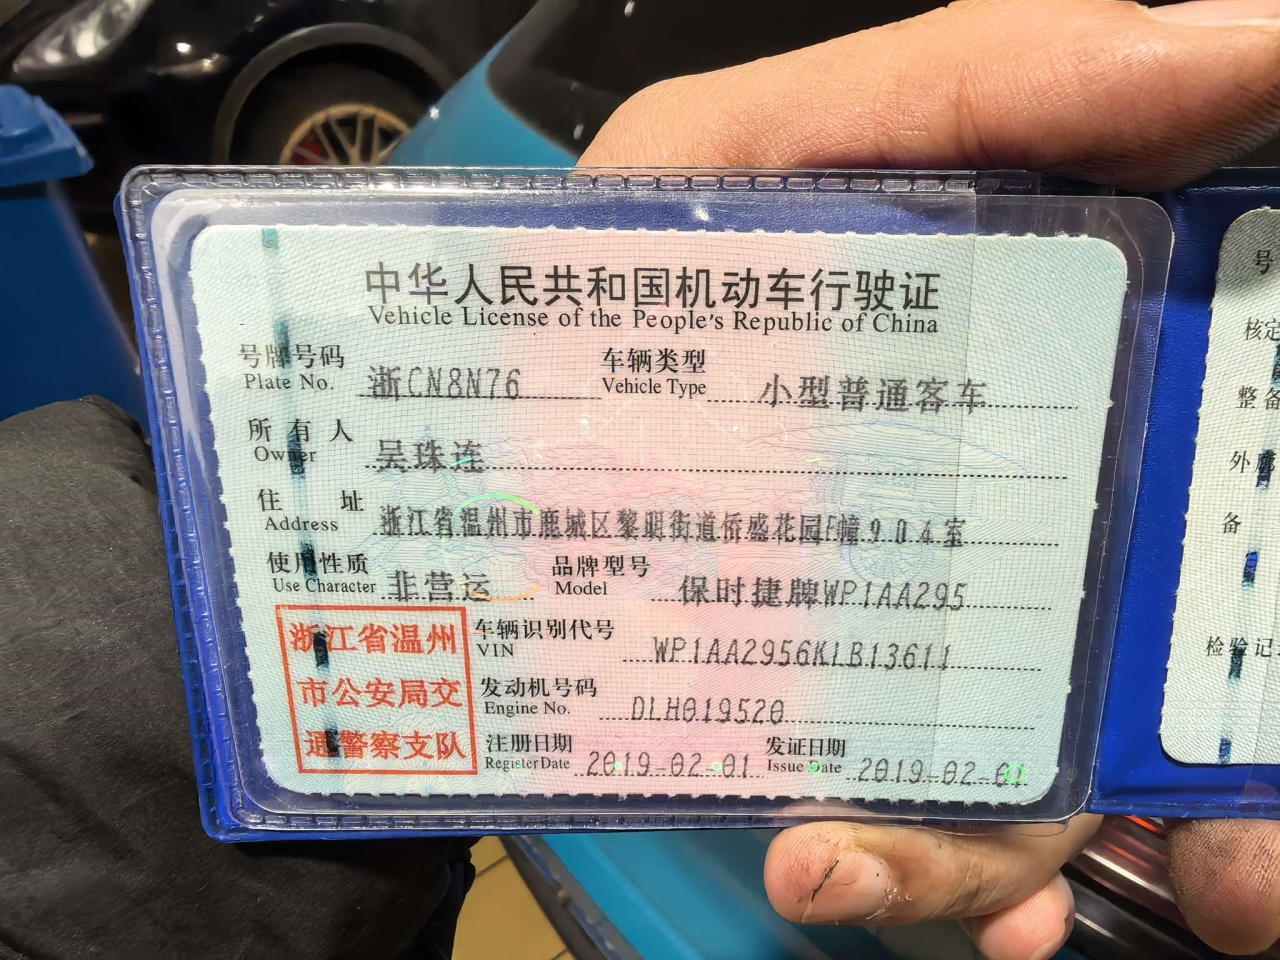 中华人民共和国机动车行驶证
Vehicle License of the People's Republic of China
号牌号码 浙CN8N76 车辆类型 小型普通客车
Plate No. Vehicle Type
所有人 吴珠连
Owner
住址 浙江省温州市鹿城区黎明街道侨盛花园F幢904室
Address
使用性质 非营运 品牌型号 保时捷牌WP1AA295
Use Character Model
浙江省温州
市公安局交
通警察支队
车辆识别代号 WP1AA2956KLB13611
VIN
发动机号码 DLH019520
Engine No.
注册日期 2019-02-01 发证日期 2019-02-01
Register Date Issue Date
号
核定
整备
外廓
备
检验记